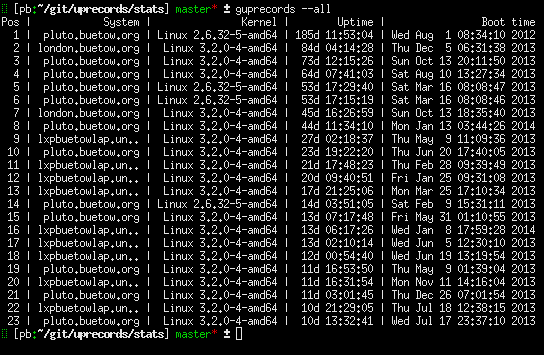 [pb:~/git/uprecords/stats] master* ± guprecords --all
Pos | System | Kernel | Uptime | Boot time
1 | pluto.buetow.org | Linux 2.6.32-5-amd64 | 185d 11:53:04 | Wed Aug 1 08:34:10 2012
2 | london.buetow.org | Linux 3.2.0-4-amd64 | 84d 04:14:28 | Thu Dec 5 06:31:38 2013
3 | pluto.buetow.org | Linux 3.2.0-4-amd64 | 73d 12:15:26 | Sun Oct 13 20:11:50 2013
4 | pluto.buetow.org | Linux 3.2.0-4-amd64 | 64d 07:41:03 | Sat Aug 10 13:27:34 2013
5 | pluto.buetow.org | Linux 2.6.32-5-amd64 | 53d 17:29:40 | Sat Mar 16 08:08:47 2013
6 | pluto.buetow.org | Linux 2.6.32-5-amd64 | 53d 17:15:19 | Sat Mar 16 08:08:46 2013
7 | london.buetow.org | Linux 3.2.0-4-amd64 | 45d 16:26:59 | Sun Oct 13 18:35:40 2013
8 | pluto.buetow.org | Linux 3.2.0-4-amd64 | 44d 11:34:10 | Mon Jan 13 03:44:26 2014
9 | lxpbuetowlap.un.. | Linux 3.2.0-4-amd64 | 27d 02:18:37 | Thu May 9 11:09:36 2013
10 | pluto.buetow.org | Linux 3.2.0-4-amd64 | 23d 19:22:20 | Thu Jun 20 17:40:05 2013
11 | lxpbuetowlap.un.. | Linux 3.2.0-4-amd64 | 21d 17:48:23 | Thu Feb 28 09:39:49 2013
12 | lxpbuetowlap.un.. | Linux 3.2.0-4-amd64 | 20d 09:40:51 | Fri Jan 25 09:31:08 2013
13 | lxpbuetowlap.un.. | Linux 3.2.0-4-amd64 | 17d 21:25:06 | Mon Mar 25 17:10:34 2013
14 | pluto.buetow.org | Linux 2.6.32-5-amd64 | 14d 03:51:05 | Sat Feb 9 15:31:11 2013
15 | pluto.buetow.org | Linux 3.2.0-4-amd64 | 13d 07:17:48 | Fri May 31 01:10:55 2013
16 | lxpbuetowlap.un.. | Linux 3.2.0-4-amd64 | 13d 06:17:26 | Wed Jan 8 17:59:28 2014
17 | lxpbuetowlap.un.. | Linux 3.2.0-4-amd64 | 13d 02:10:14 | Wed Jun 5 12:30:10 2013
18 | lxpbuetowlap.un.. | Linux 3.2.0-4-amd64 | 12d 00:54:40 | Wed Jun 19 13:19:54 2013
19 | pluto.buetow.org | Linux 3.2.0-4-amd64 | 11d 16:53:50 | Thu May 9 01:39:04 2013
20 | lxpbuetowlap.un.. | Linux 3.2.0-4-amd64 | 11d 16:31:54 | Mon Nov 11 14:16:04 2013
21 | pluto.buetow.org | Linux 3.2.0-4-amd64 | 11d 03:01:45 | Thu Dec 26 07:01:54 2013
22 | lxpbuetowlap.un.. | Linux 3.2.0-4-amd64 | 10d 21:29:05 | Thu Jul 18 12:38:15 2013
23 | pluto.buetow.org | Linux 3.2.0-4-amd64 | 10d 13:32:41 | Wed Jul 17 23:37:10 2013
[pb:~/git/uprecords/stats] master* ±